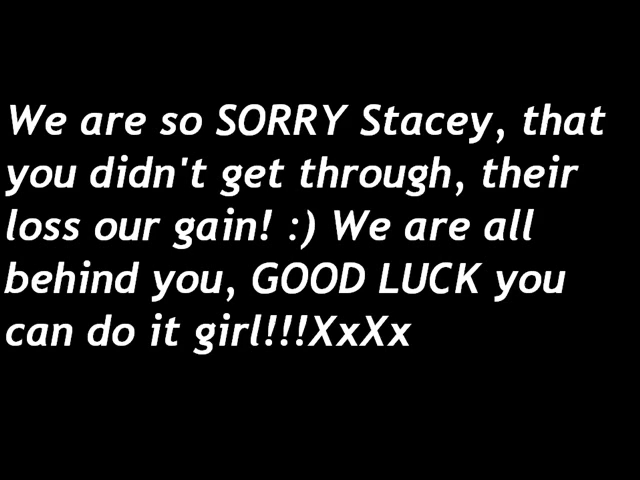 We are so SORRY Stacey, that
you didn't get through, their
loss our gain! :) We are all
behind you, GOOD LUCK you
can do it girl!!!XxXx